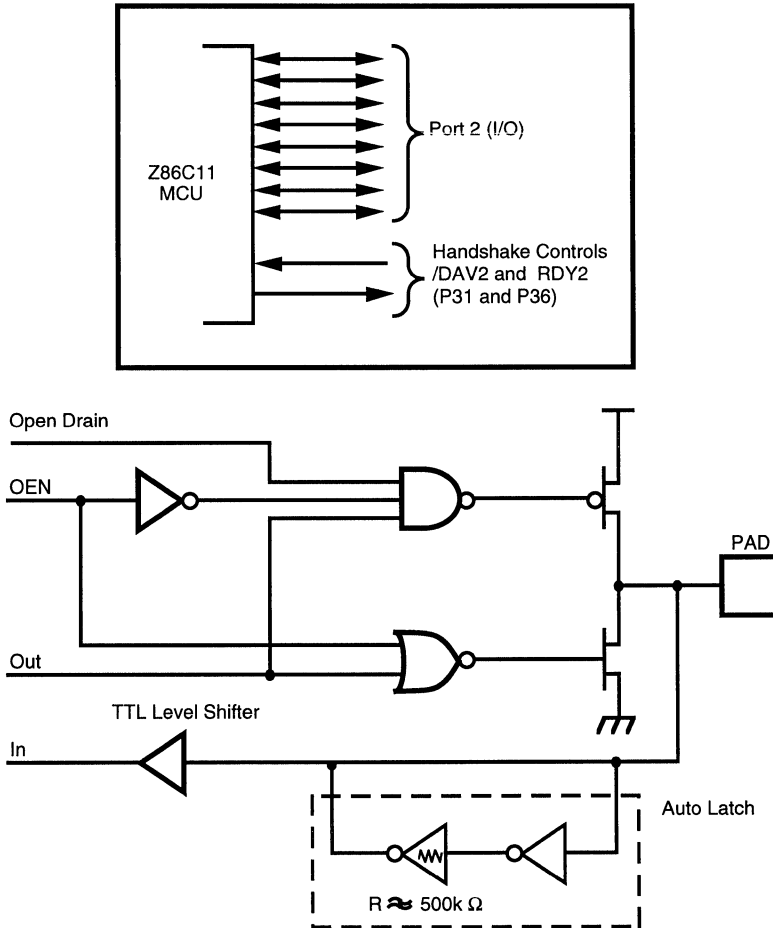 Z86C11
MCU
Port 2 (I/O)
Handshake Controls
/DAV2 and RDY2
(P31 and P36)
Open Drain
OEN
PAD
Out
TTL Level Shifter
In
Auto Latch
R ≈ 500k Ω